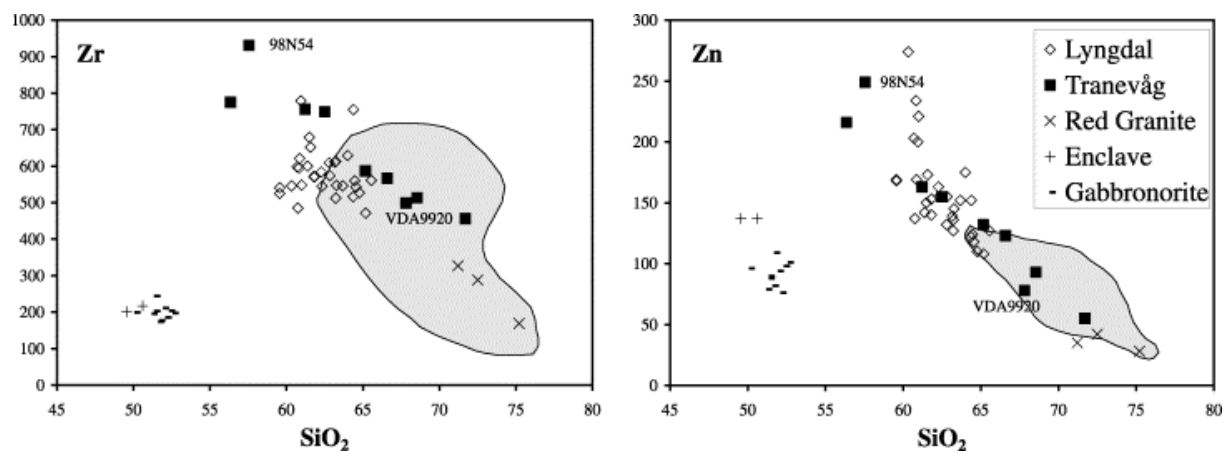 1000
900
800
700
600
500
400
300
200
100
0
Zr
98N54
VDA9920
45 50 55 60 65 70 75 80
SiO₂
300
250
200
150
100
50
0
Zn
98N54
VDA9920
Lyngdal
Tranevåg
Red Granite
Enclave
Gabbronorite
45 50 55 60 65 70 75 80
SiO₂